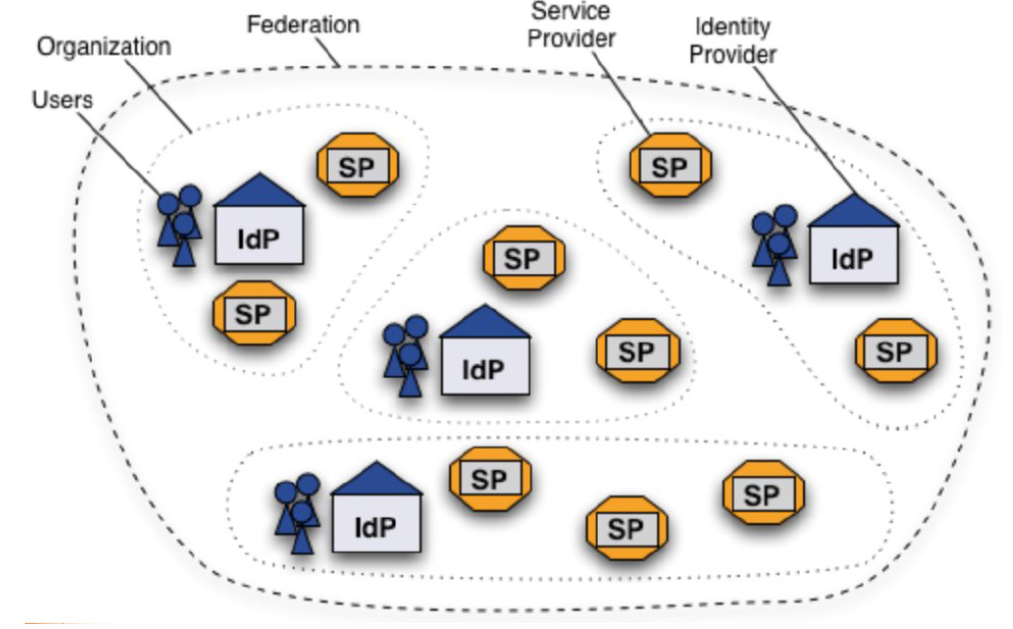 Service
Provider
Federation
Identity
Provider
Organization
Users
SP
SP
IdP
IdP
SP
SP
IdP
SP
SP
SP
SP
IdP
SP